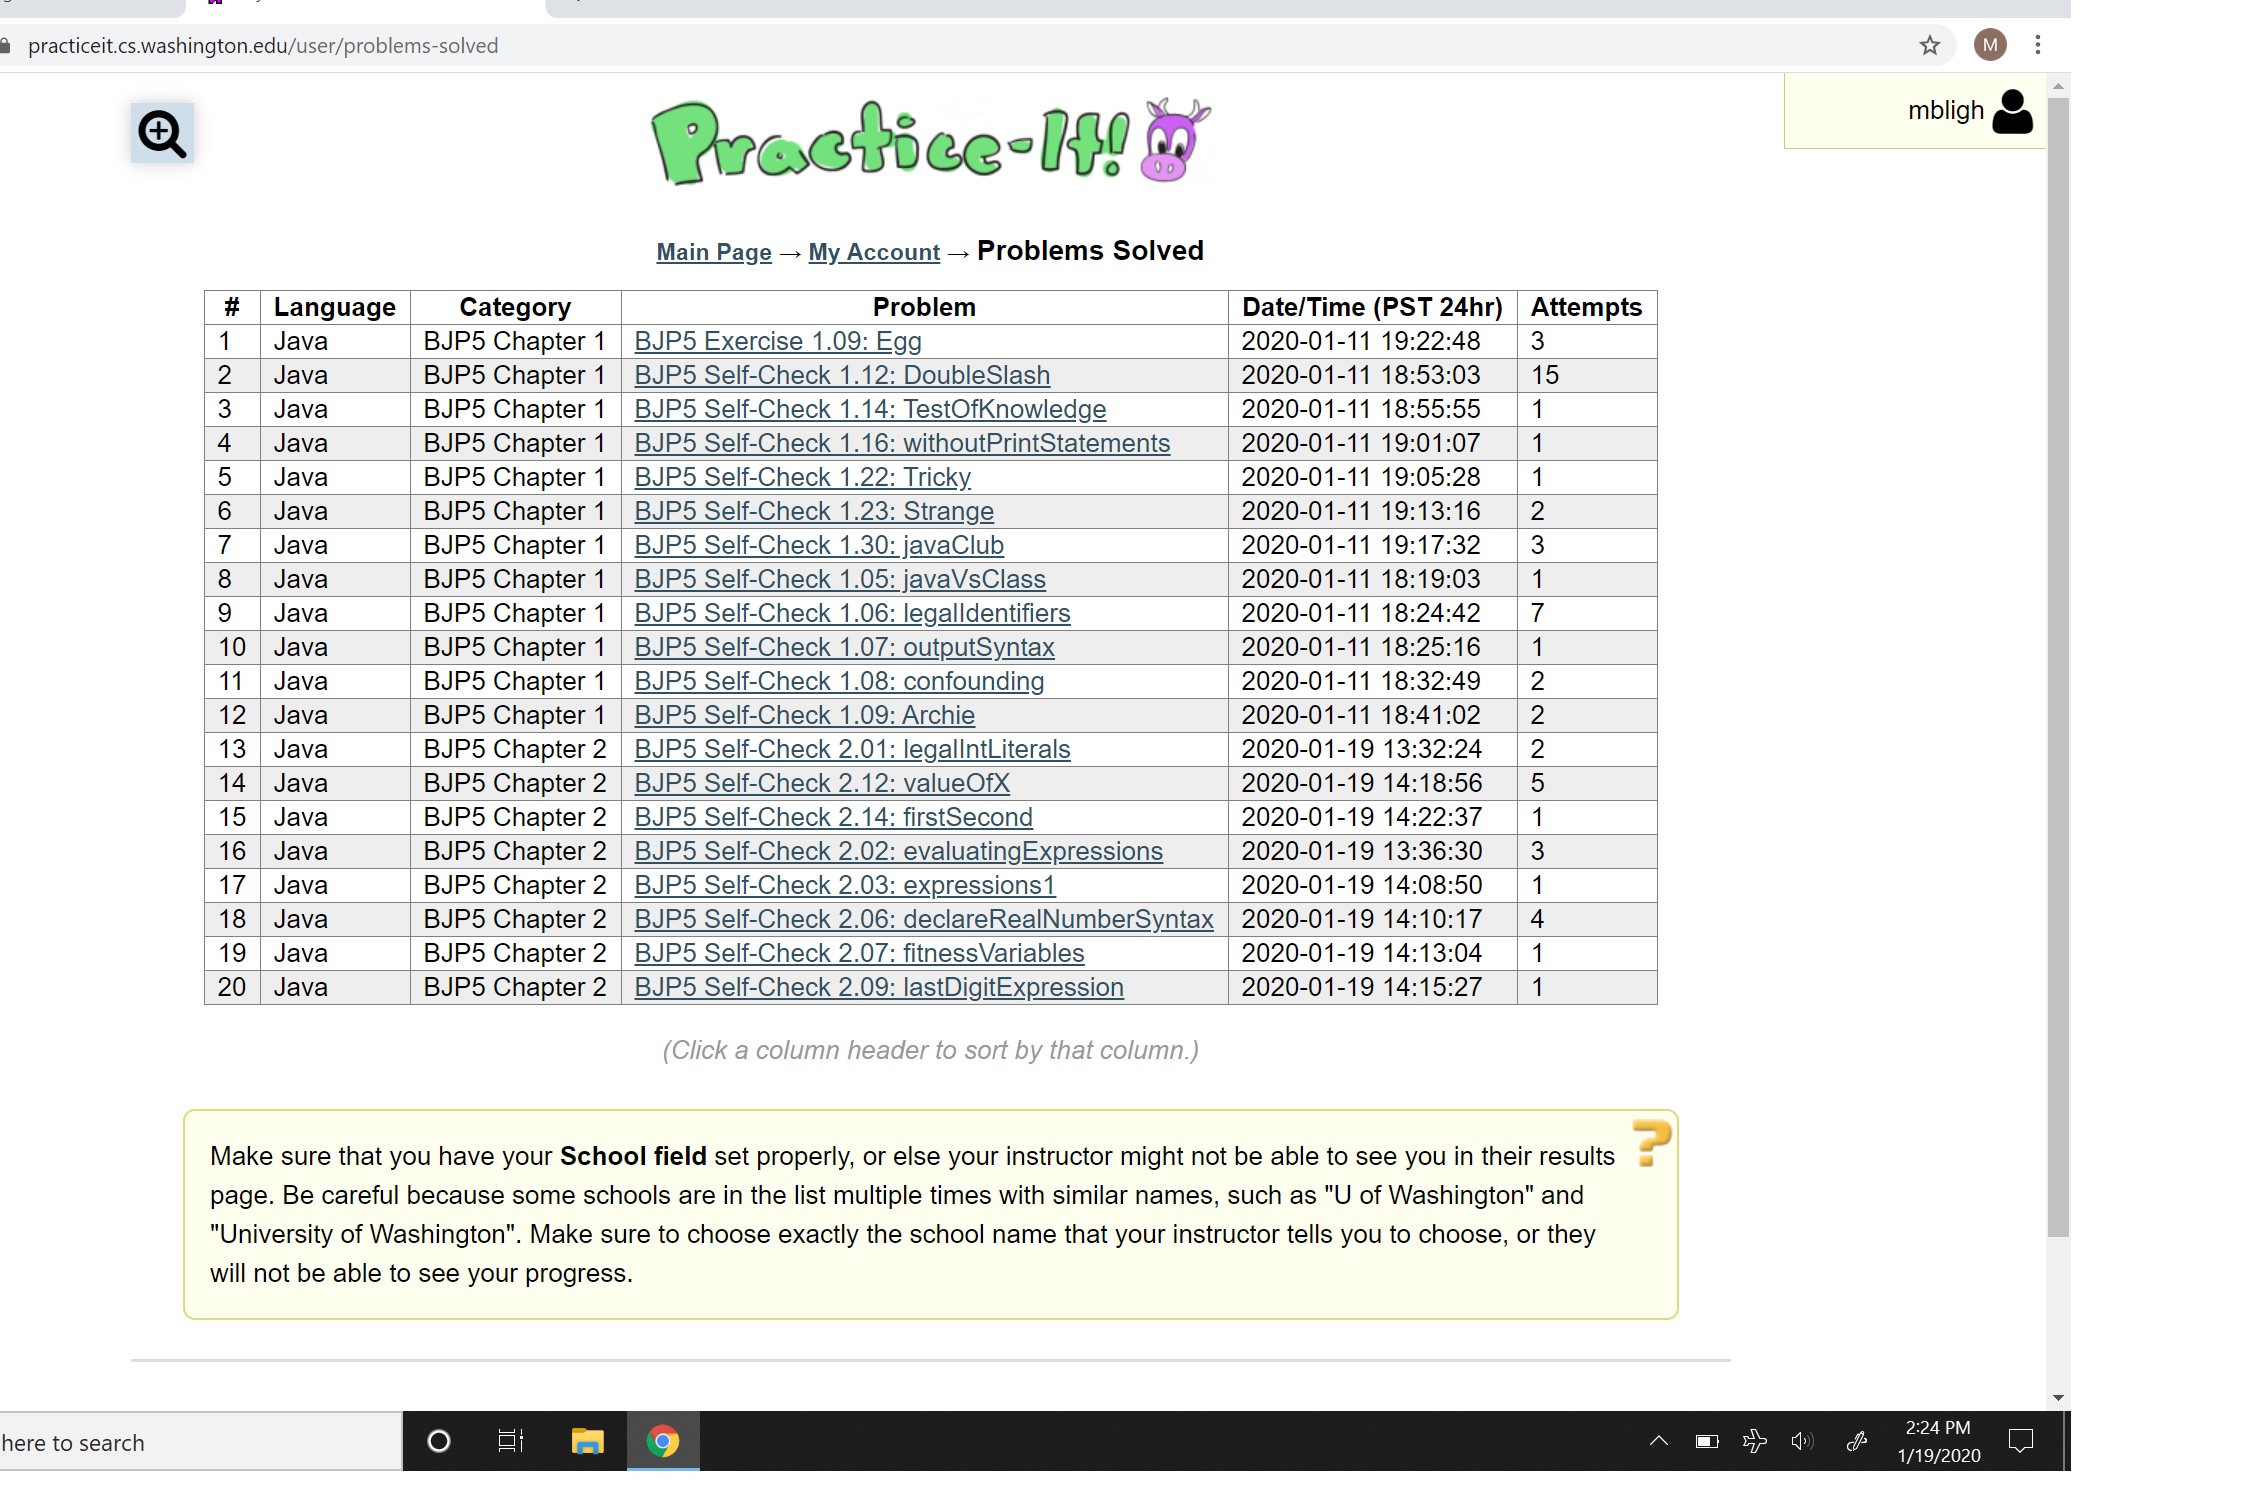 practiceit.cs.washington.edu/user/problems-solved
M
mbligh
Practice-It!
Main Page → My Account → Problems Solved
# Language Category Problem Date/Time (PST 24hr) Attempts
1 Java BJP5 Chapter 1 BJP5 Exercise 1.09: Egg 2020-01-11 19:22:48 3
2 Java BJP5 Chapter 1 BJP5 Self-Check 1.12: DoubleSlash 2020-01-11 18:53:03 15
3 Java BJP5 Chapter 1 BJP5 Self-Check 1.14: TestOfKnowledge 2020-01-11 18:55:55 1
4 Java BJP5 Chapter 1 BJP5 Self-Check 1.16: withoutPrintStatements 2020-01-11 19:01:07 1
5 Java BJP5 Chapter 1 BJP5 Self-Check 1.22: Tricky 2020-01-11 19:05:28 1
6 Java BJP5 Chapter 1 BJP5 Self-Check 1.23: Strange 2020-01-11 19:13:16 2
7 Java BJP5 Chapter 1 BJP5 Self-Check 1.30: javaClub 2020-01-11 19:17:32 3
8 Java BJP5 Chapter 1 BJP5 Self-Check 1.05: javaVsClass 2020-01-11 18:19:03 1
9 Java BJP5 Chapter 1 BJP5 Self-Check 1.06: legalIdentifiers 2020-01-11 18:24:42 7
10 Java BJP5 Chapter 1 BJP5 Self-Check 1.07: outputSyntax 2020-01-11 18:25:16 1
11 Java BJP5 Chapter 1 BJP5 Self-Check 1.08: confounding 2020-01-11 18:32:49 2
12 Java BJP5 Chapter 1 BJP5 Self-Check 1.09: Archie 2020-01-11 18:41:02 2
13 Java BJP5 Chapter 2 BJP5 Self-Check 2.01: legalIntLiterals 2020-01-19 13:32:24 2
14 Java BJP5 Chapter 2 BJP5 Self-Check 2.12: valueOfX 2020-01-19 14:18:56 5
15 Java BJP5 Chapter 2 BJP5 Self-Check 2.14: firstSecond 2020-01-19 14:22:37 1
16 Java BJP5 Chapter 2 BJP5 Self-Check 2.02: evaluatingExpressions 2020-01-19 13:36:30 3
17 Java BJP5 Chapter 2 BJP5 Self-Check 2.03: expressions1 2020-01-19 14:08:50 1
18 Java BJP5 Chapter 2 BJP5 Self-Check 2.06: declareRealNumberSyntax 2020-01-19 14:10:17 4
19 Java BJP5 Chapter 2 BJP5 Self-Check 2.07: fitnessVariables 2020-01-19 14:13:04 1
20 Java BJP5 Chapter 2 BJP5 Self-Check 2.09: lastDigitExpression 2020-01-19 14:15:27 1
(Click a column header to sort by that column.)
Make sure that you have your School field set properly, or else your instructor might not be able to see you in their results
page. Be careful because some schools are in the list multiple times with similar names, such as "U of Washington" and
"University of Washington". Make sure to choose exactly the school name that your instructor tells you to choose, or they
will not be able to see your progress.
here to search
2:24 PM
1/19/2020